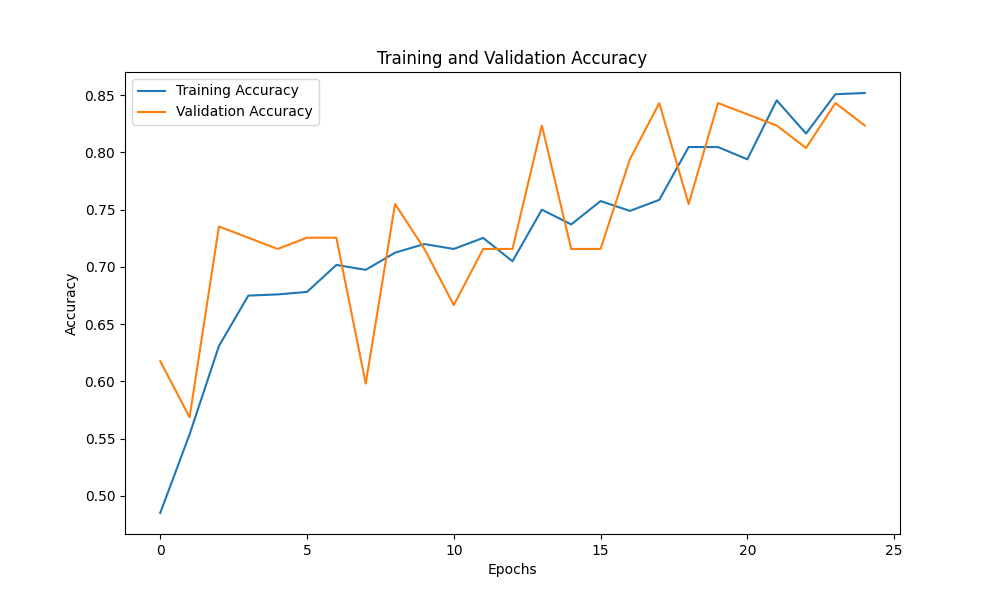 Training and Validation Accuracy
Training Accuracy
Validation Accuracy
0.85
0.80
0.75
0.70
0.65
0.60
0.55
0.50
Accuracy
0 5 10 15 20 25
Epochs